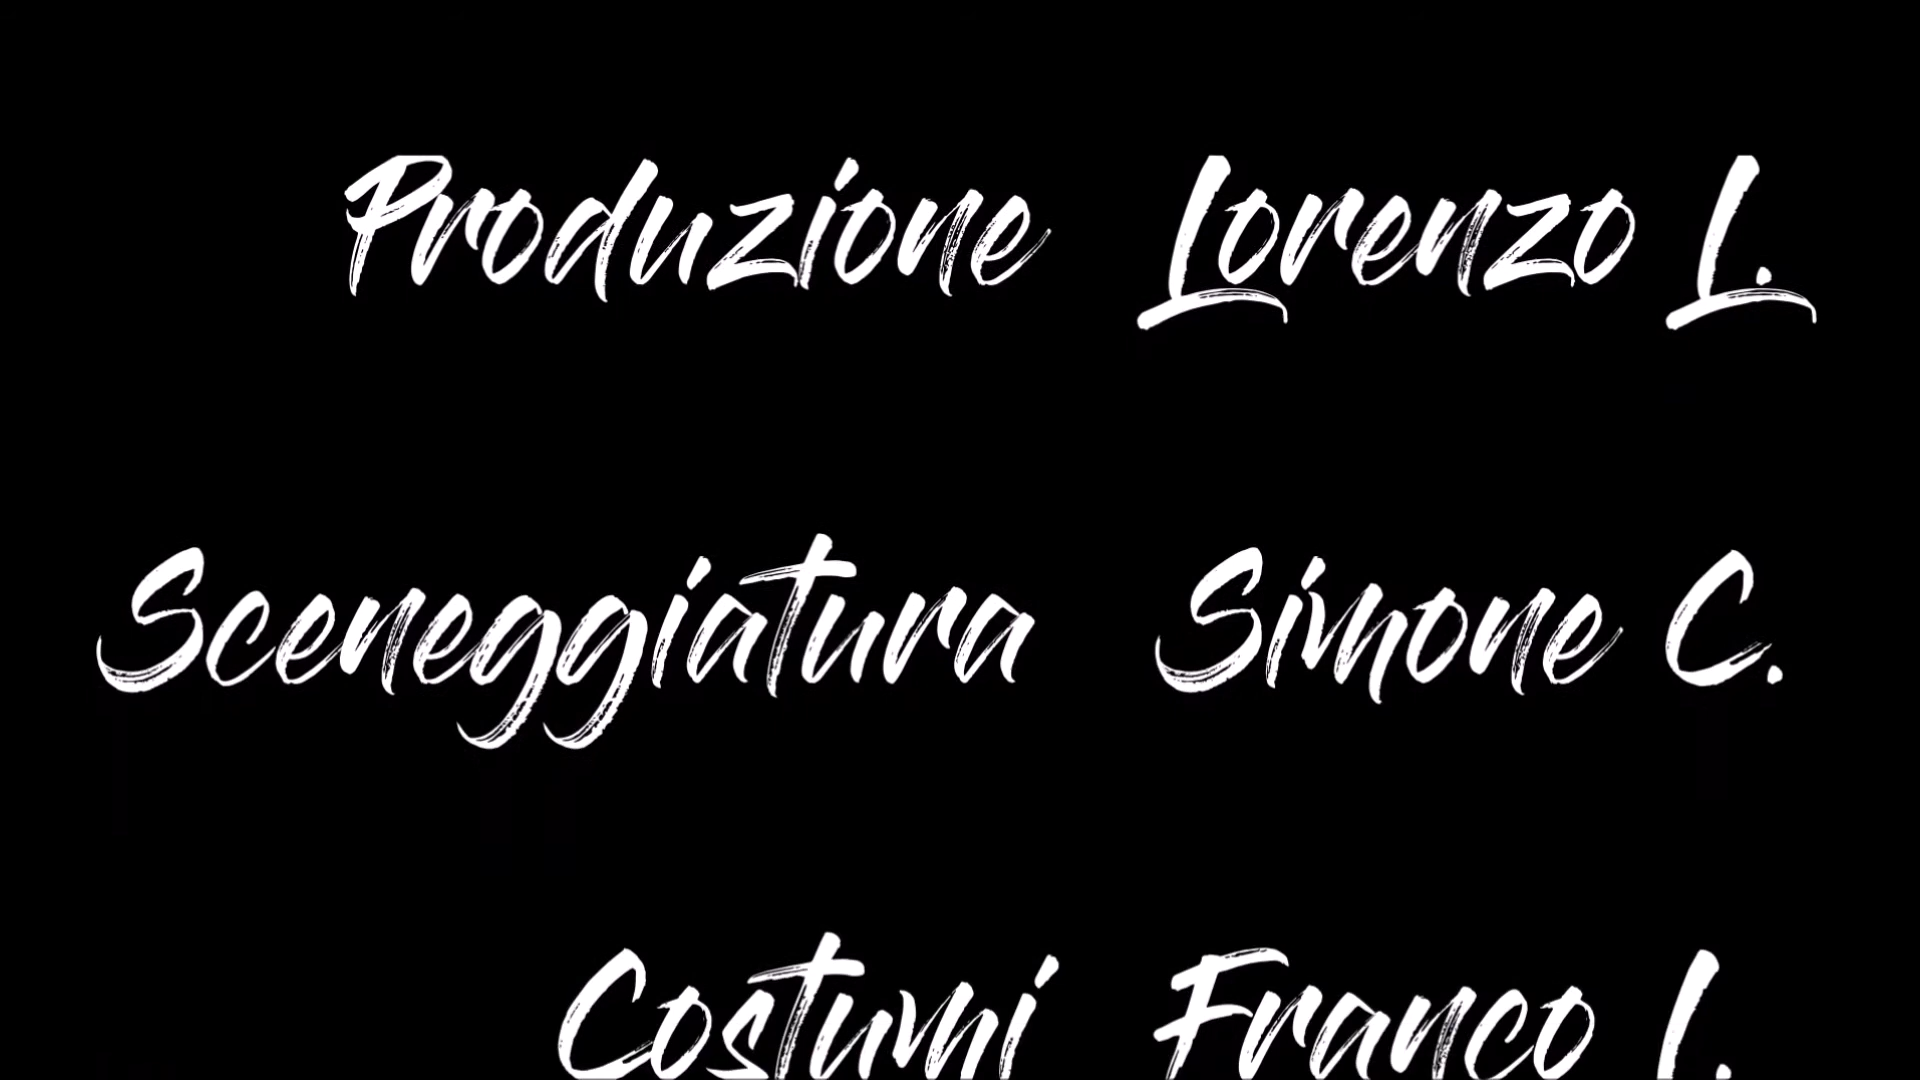 Produzione Lorenzo L.
Sceneggiatura Simone C.
Costumi Franco